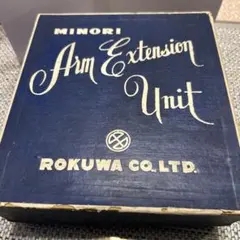 MINORI
Arm Extension
Unit
ROKUWA CO.,LTD.